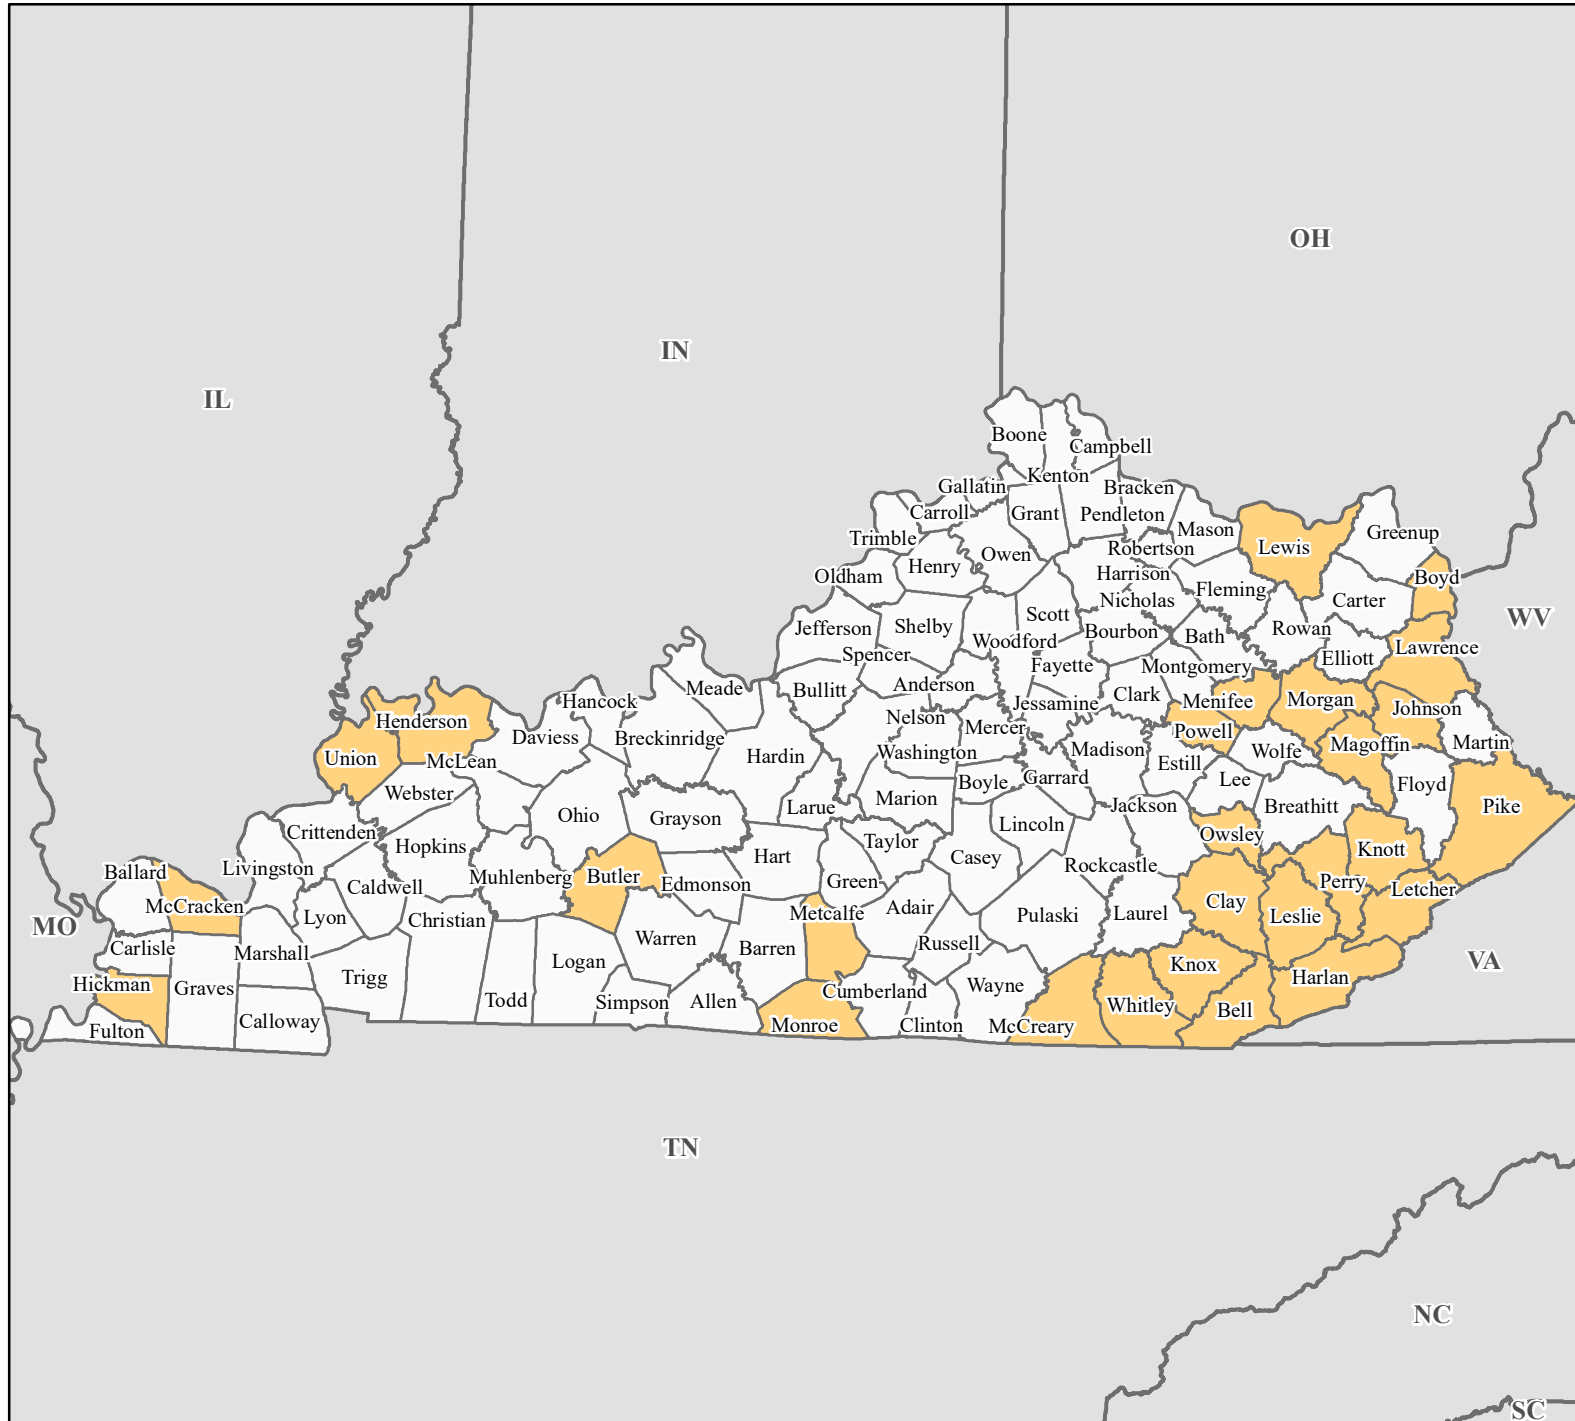 OH
IN
IL
Boone
Campbell
Kenton
Gallatin
Bracken
Carroll
Grant
Pendleton
Mason
Greenup
Trimble
Lewis
Robertson
Owen
Henry
Oldham
Harrison
Boyd
Fleming
Nicholas
Carter
Scott
WV
Jefferson
Shelby
Rowan
Bourbon
Woodford
Bath
Lawrence
Spencer
Elliott
Fayette
Montgomery
Anderson
Meade
Bullitt
Clark
Menifee
Morgan
Hancock
Jessamine
Johnson
Nelson
Henderson
Mercer
Powell
Daviess
Breckinridge
Martin
Magoffin
Madison
Wolfe
Washington
Hardin
Union
McLean
Estill
Garrard
Lee
Boyle
Floyd
Webster
Marion
Larue
Jackson
Breathitt
Pike
Ohio
Grayson
Lincoln
Crittenden
Owsley
Taylor
Hopkins
Knott
Hart
Casey
Rockcastle
Livingston
Ballard
Muhlenberg
Butler
Green
Perry
Edmonson
Caldwell
Letcher
Clay
McCracken
Adair
Metcalfe
Laurel
Pulaski
Leslie
Lyon
Christian
MO
Warren
Russell
Carlisle
Barren
Marshall
Logan
VA
Knox
Trigg
Harlan
Hickman
Wayne
Graves
Cumberland
Todd
Simpson
Allen
Whitley
Bell
Calloway
Monroe
Clinton
McCreary
Fulton
TN
NC
SC